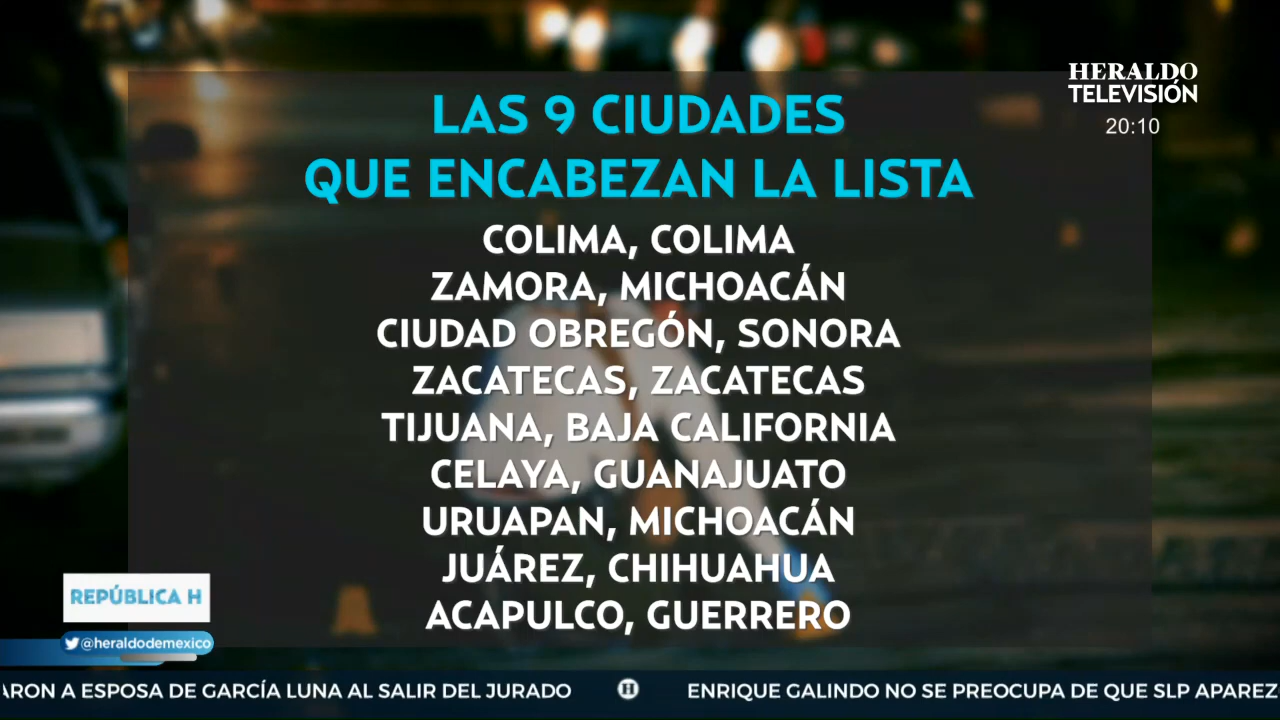 HERALDO
TELEVISIÓN
20:10
LAS 9 CIUDADES
QUE ENCABEZAN LA LISTA
COLIMA, COLIMA
ZAMORA, MICHOACÁN
CIUDAD OBREGÓN, SONORA
ZACATECAS, ZACATECAS
TIJUANA, BAJA CALIFORNIA
CELAYA, GUANAJUATO
URUAPAN, MICHOACÁN
JUÁREZ, CHIHUAHUA
ACAPULCO, GUERRERO
REPÚBLICA H
@heraldodemexico
ARON A ESPOSA DE GARCÍA LUNA AL SALIR DEL JURADO H ENRIQUE GALINDO NO SE PREOCUPA DE QUE SLP APAREZ